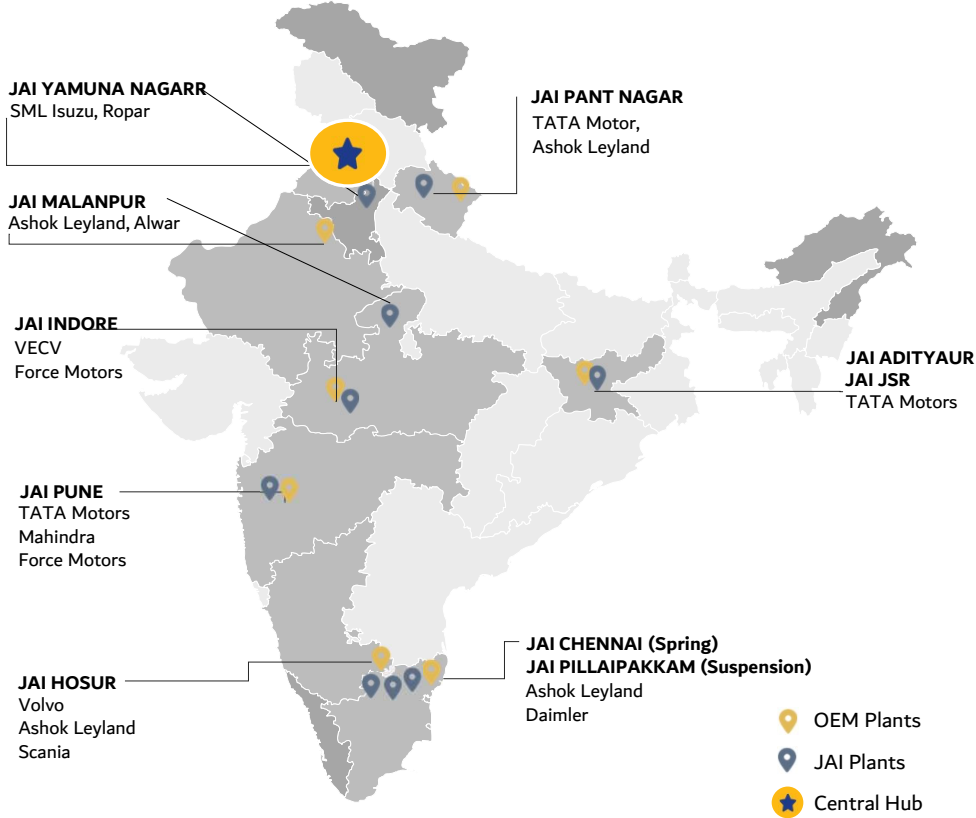 JAI YAMUNA NAGARR
SML Isuzu, Ropar
JAI PANT NAGAR
TATA Motor,
Ashok Leyland
JAI MALANPUR
Ashok Leyland, Alwar
JAI INDORE
VECV
Force Motors
JAI ADITYAUR
JAI JSR
TATA Motors
JAI PUNE
TATA Motors
Mahindra
Force Motors
JAI CHENNAI (Spring)
JAI PILLAIPAKKAM (Suspension)
Ashok Leyland
Daimler
JAI HOSUR
Volvo
Ashok Leyland
Scania
OEM Plants
JAI Plants
Central Hub